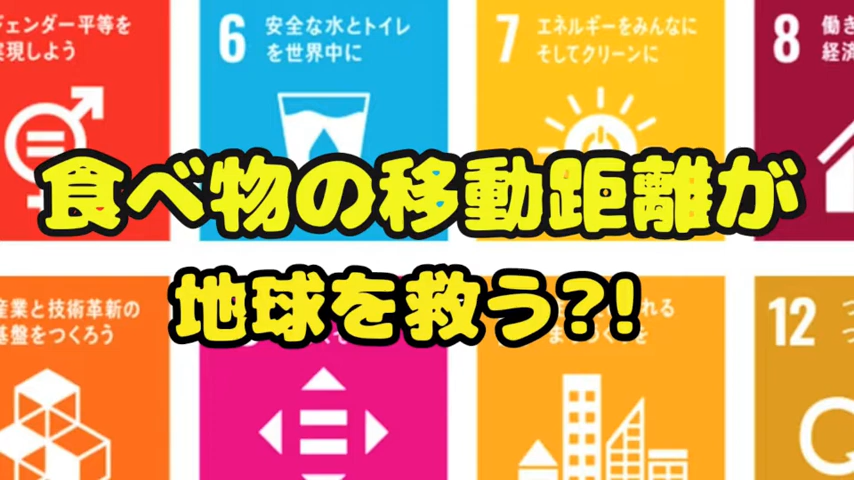 ジェンダー平等を
実現しよう
6
安全な水とトイレ
を世界中に
7
エネルギーをみんなに
そしてクリーンに
8
働き
経済
食べ物の移動距離が
地球を救う?!
産業と技術革新の
基盤をつくろう
れる
12
つ
つ